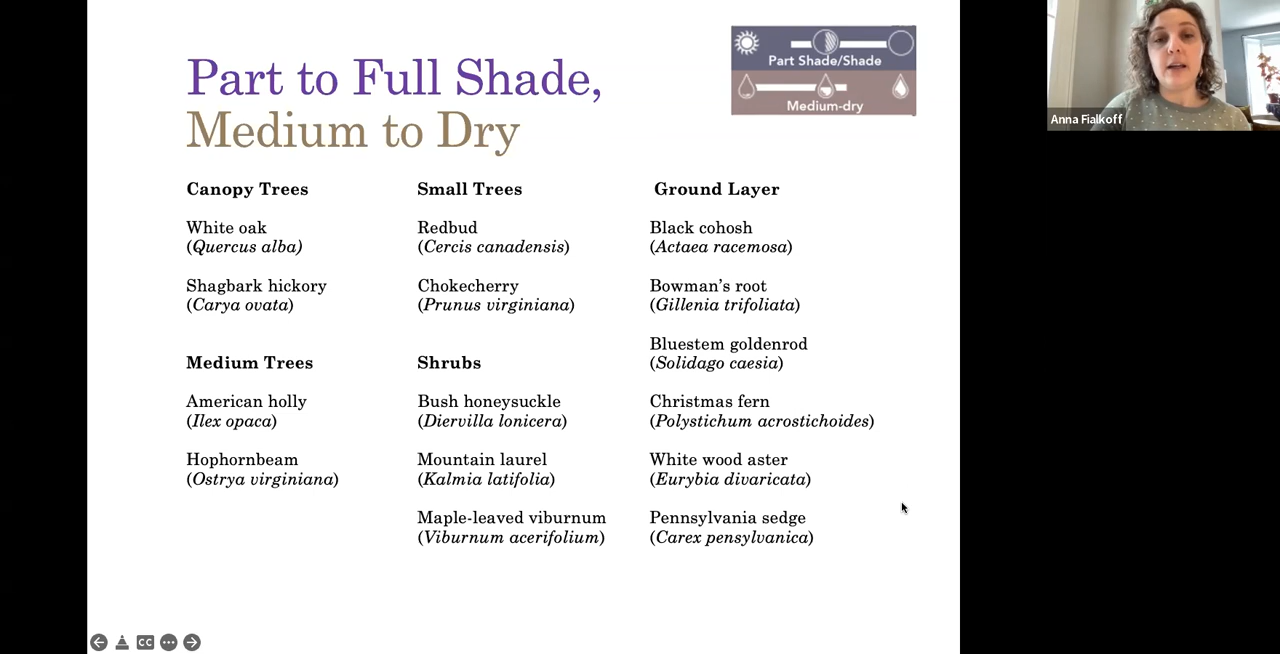 Part to Full Shade,
Medium to Dry
Part Shade/Shade
Medium-dry
Anna Fialkoff
Canopy Trees
White oak
(Quercus alba)
Shagbark hickory
(Carya ovata)
Medium Trees
American holly
(Ilex opaca)
Hophornbeam
(Ostrya virginiana)
Small Trees
Redbud
(Cercis canadensis)
Chokecherry
(Prunus virginiana)
Shrubs
Bush honeysuckle
(Diervilla lonicera)
Mountain laurel
(Kalmia latifolia)
Maple-leaved viburnum
(Viburnum acerifolium)
Ground Layer
Black cohosh
(Actaea racemosa)
Bowman’s root
(Gillenia trifoliata)
Bluestem goldenrod
(Solidago caesia)
Christmas fern
(Polystichum acrostichoides)
White wood aster
(Eurybia divaricata)
Pennsylvania sedge
(Carex pensylvanica)
CC